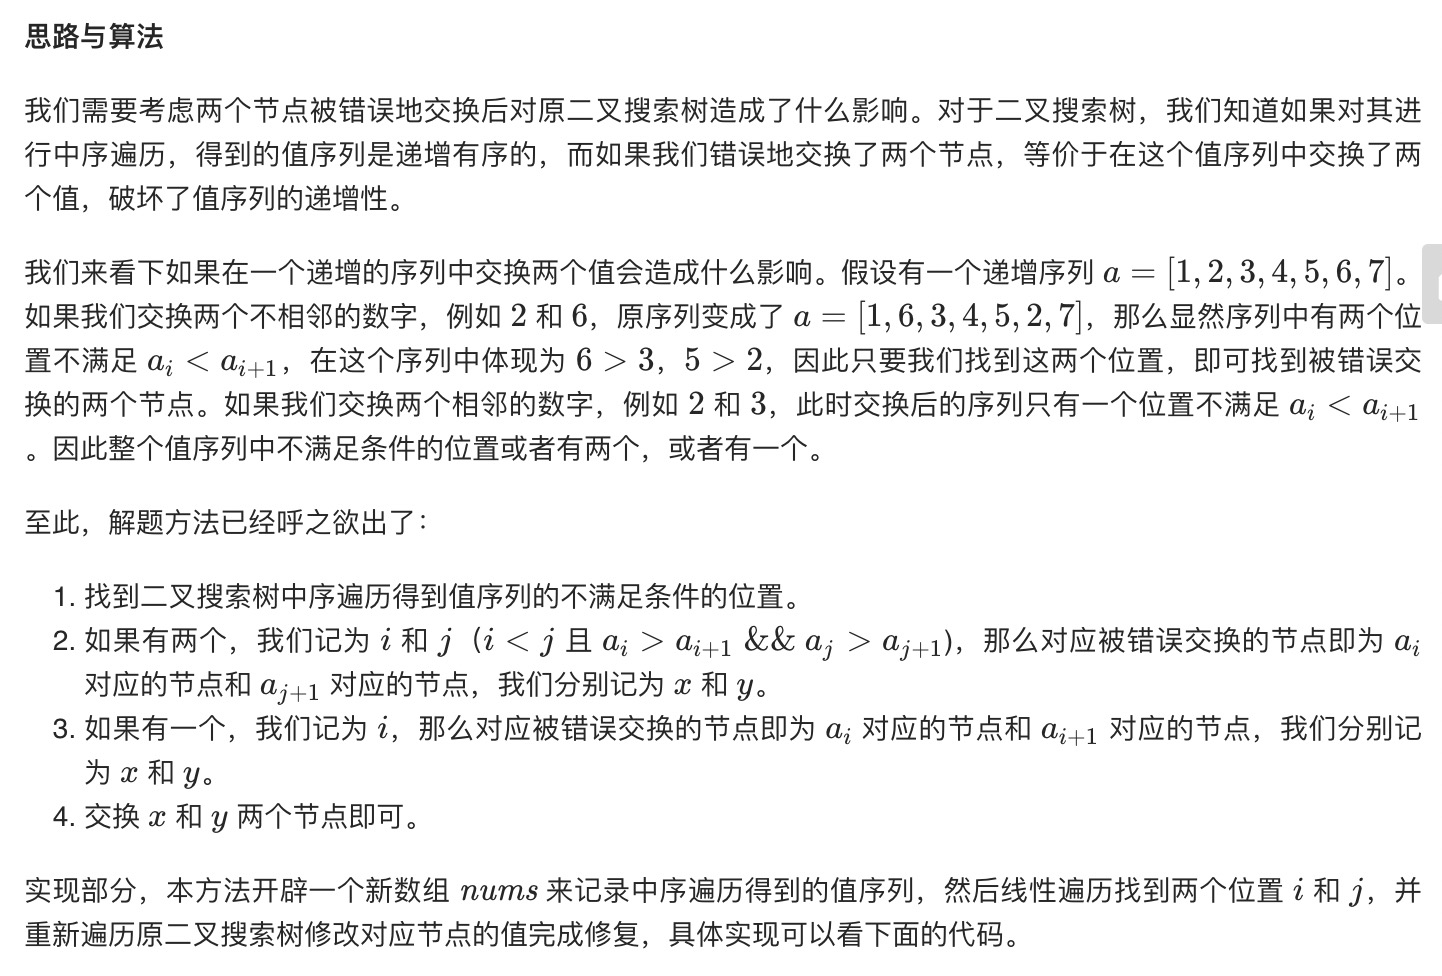 思路与算法
我们需要考虑两个节点被错误地交换后对原二叉搜索树造成了什么影响。对于二叉搜索树，我们知道如果对其进
行中序遍历，得到的值序列是递增有序的，而如果我们错误地交换了两个节点，等价于在这个值序列中交换了两
个值，破坏了值序列的递增性。
我们来看下如果在一个递增的序列中交换两个值会造成什么影响。假设有一个递增序列 a = [1, 2, 3, 4, 5, 6, 7]。
如果我们交换两个不相邻的数字，例如 2 和 6，原序列变成了 a = [1, 6, 3, 4, 5, 2, 7]，那么显然序列中有两个位
置不满足 a_i < a_{i+1}，在这个序列中体现为 6 > 3，5 > 2，因此只要我们找到这两个位置，即可找到被错误交
换的两个节点。如果我们交换两个相邻的数字，例如 2 和 3，此时交换后的序列只有一个位置不满足 a_i < a_{i+1}
。因此整个值序列中不满足条件的位置或者有两个，或者有一个。
至此，解题方法已经呼之欲出了：
1. 找到二叉搜索树中序遍历得到值序列的不满足条件的位置。
2. 如果有两个，我们记为 i 和 j（i < j 且 a_i > a_{i+1} && a_j > a_{j+1})，那么对应被错误交换的节点即为 a_i
对应的节点和 a_{j+1} 对应的节点，我们分别记为 x 和 y。
3. 如果有一个，我们记为 i，那么对应被错误交换的节点即为 a_i 对应的节点和 a_{i+1} 对应的节点，我们分别记
为 x 和 y。
4. 交换 x 和 y 两个节点即可。
实现部分，本方法开辟一个新数组 nums 来记录中序遍历得到的值序列，然后线性遍历找到两个位置 i 和 j，并
重新遍历原二叉搜索树修改对应节点的值完成修复，具体实现可以看下面的代码。